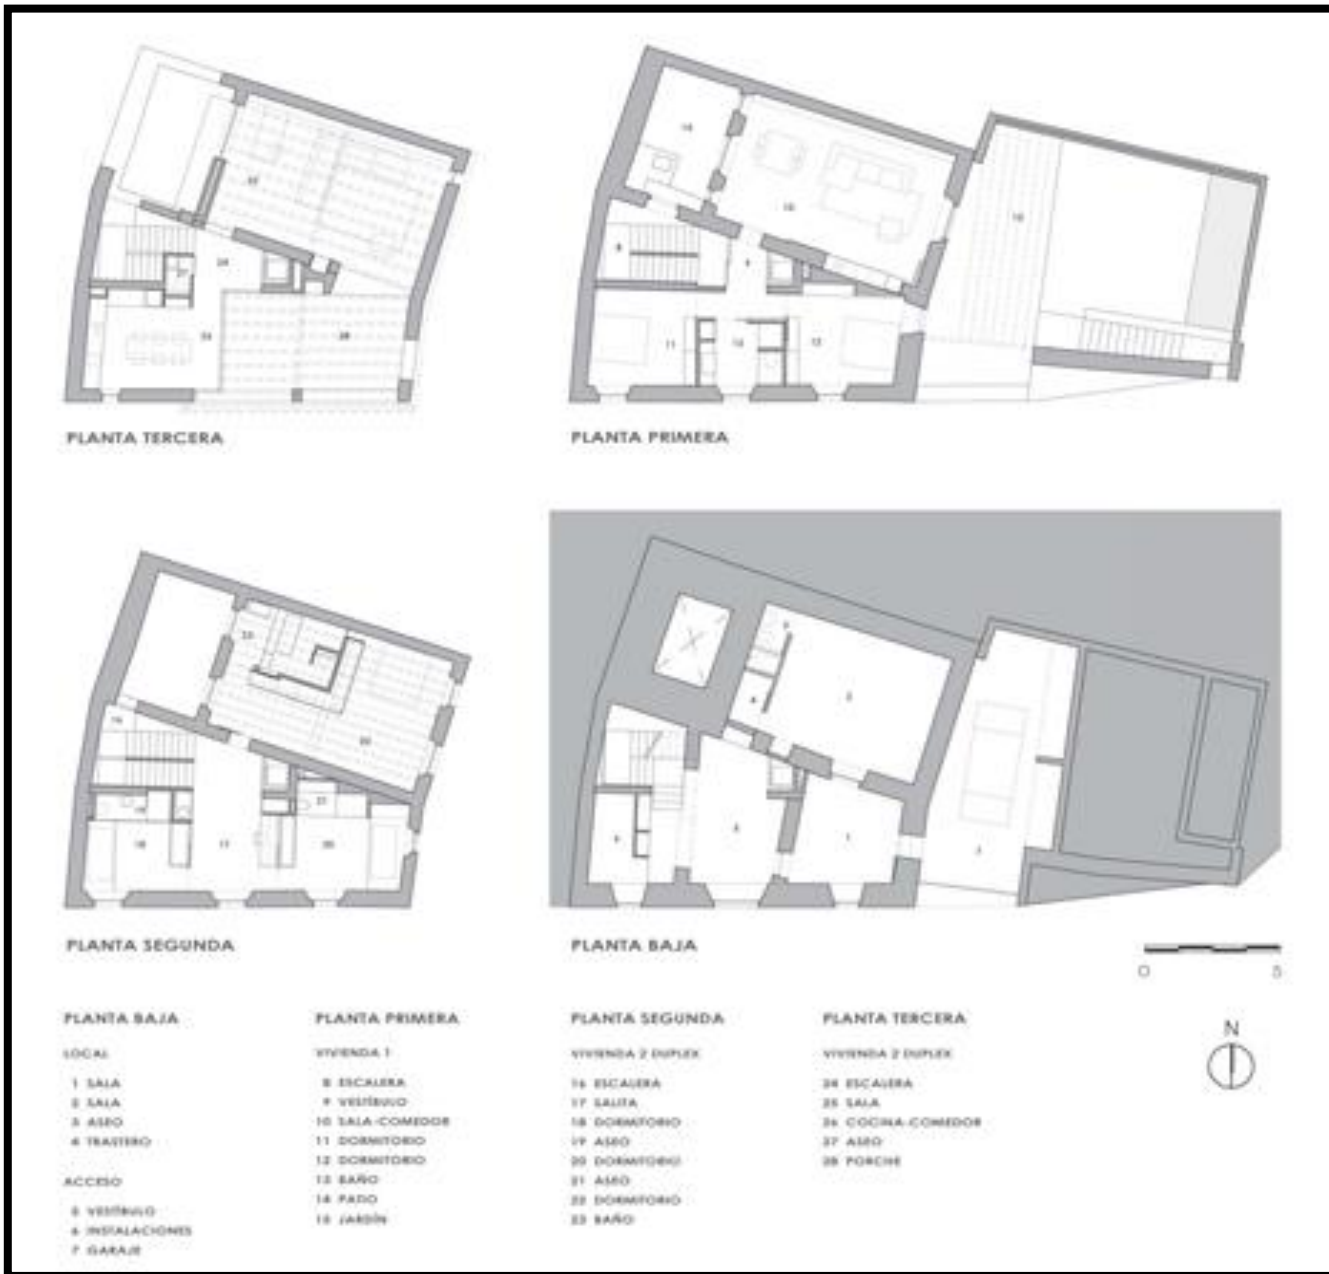 PLANTA TERCERA
PLANTA PRIMERA
PLANTA SEGUNDA
PLANTA BAJA
0 5
N
PLANTA BAJA
LOCAL
1 SALA
2 SALA
3 ASEO
4 TRASTERO
ACCESO
5 VESTÍBULO
6 INSTALACIONES
7 GARAJE
PLANTA PRIMERA
VIVIENDA 1
8 ESCALERA
9 VESTÍBULO
10 SALA-COMEDOR
11 DORMITORIO
12 DORMITORIO
13 BAÑO
14 PATIO
15 JARDÍN
PLANTA SEGUNDA
VIVIENDA 2 DUPLEX
16 ESCALERA
17 SALITA
18 DORMITORIO
19 ASEO
20 DORMITORIO
21 ASEO
22 DORMITORIO
23 BAÑO
PLANTA TERCERA
VIVIENDA 2 DUPLEX
24 ESCALERA
25 SALA
26 COCINA-COMEDOR
27 ASEO
28 PORCHE